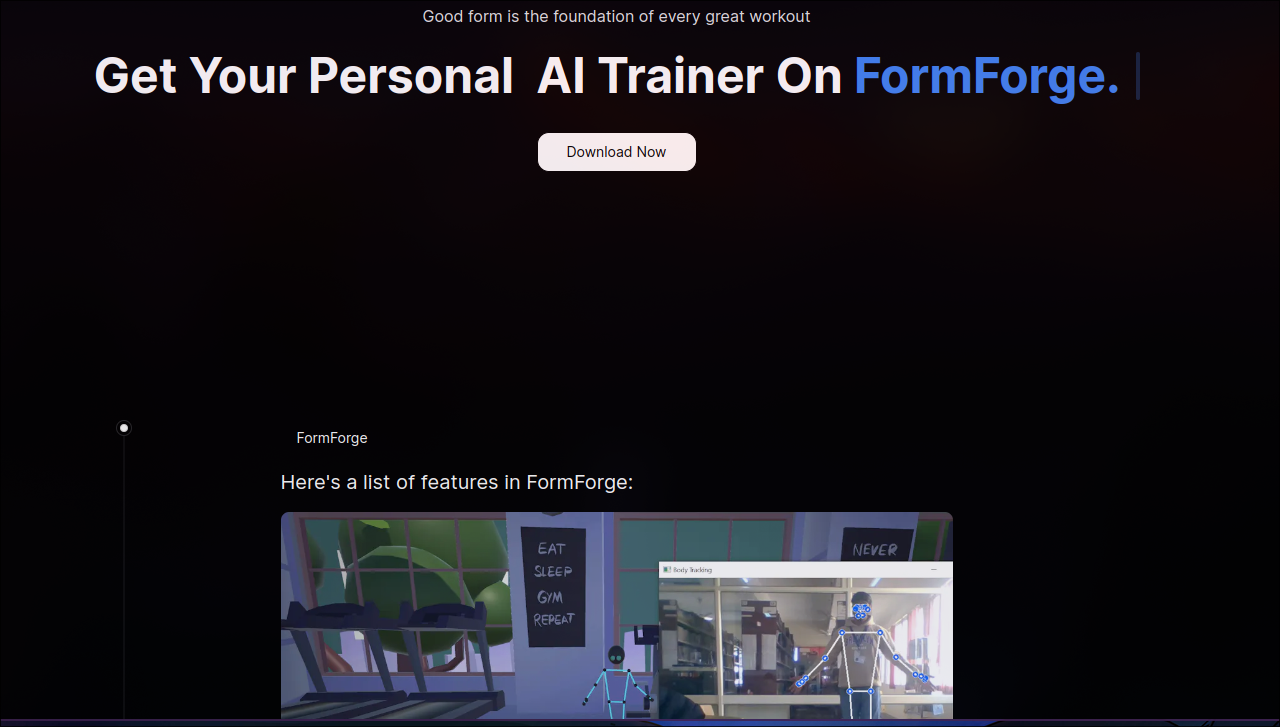 Good form is the foundation of every great workout
Get Your Personal AI Trainer On FormForge.
Download Now
FormForge
Here's a list of features in FormForge:
EAT
SLEEP
GYM
REPEAT
NEVER
Body Tracking